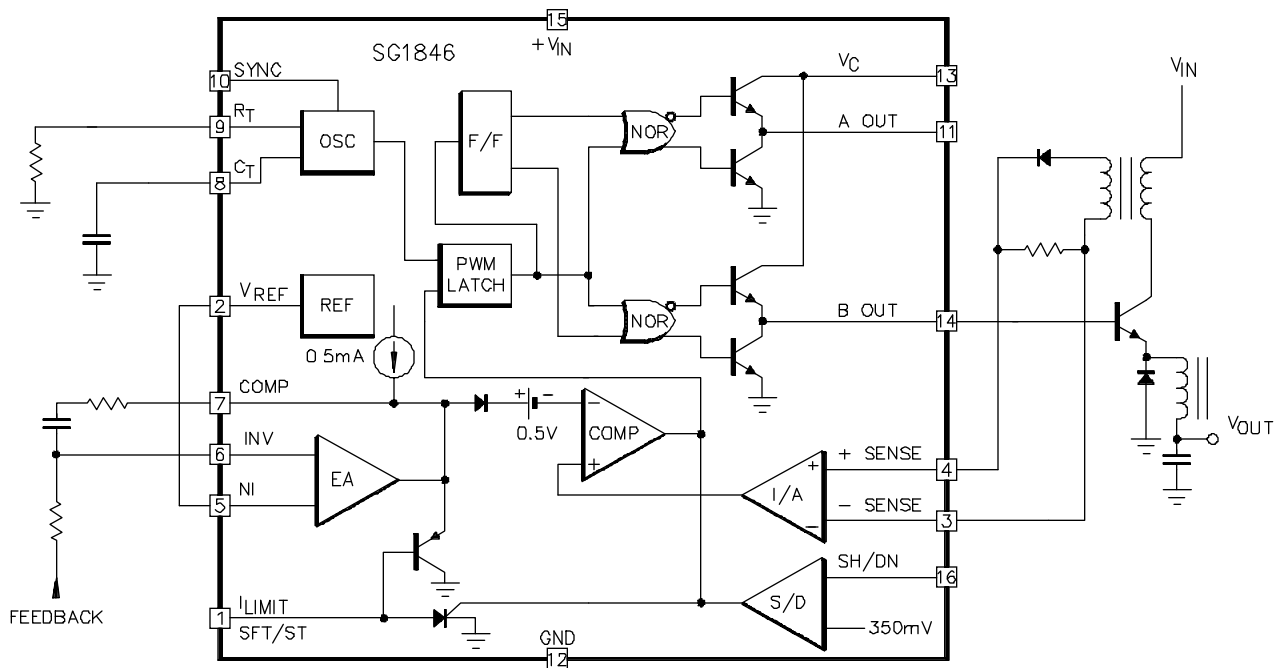 15
+VIN
SG1846
10 SYNC
VC 13
VIN
RT
9
OSC
F/F
NOR
A OUT
11
CT
8
PWM
LATCH
VREF
2
REF
NOR
B OUT
14
0.5mA
COMP
7
+ -
0.5V
-
COMP
+
VOUT
INV
6
EA
NI
5
+ SENSE
4
+
I/A
- SENSE
-
3
SH/DN
16
S/D
350mV
FEEDBACK
ILIMIT
1
SFT/ST
GND
12